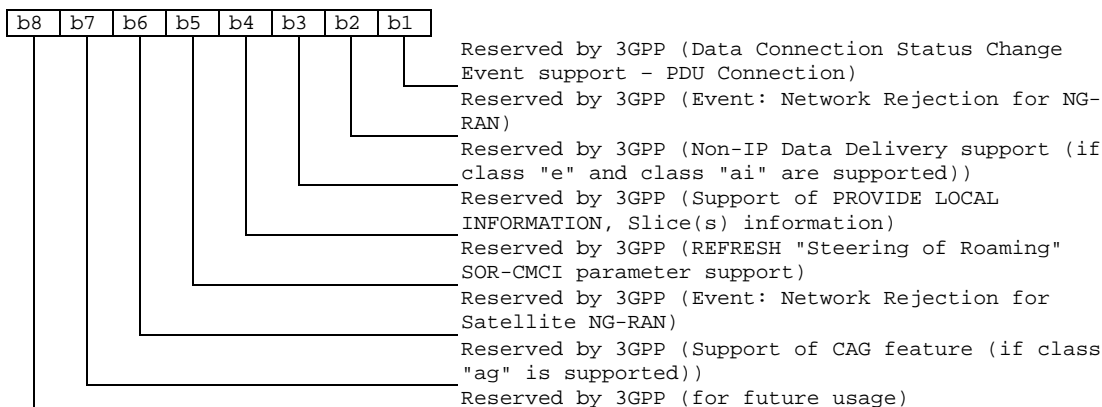 b8 b7 b6 b5 b4 b3 b2 b1
Reserved by 3GPP (Data Connection Status Change
Event support – PDU Connection)
Reserved by 3GPP (Event: Network Rejection for NG-
RAN)
Reserved by 3GPP (Non-IP Data Delivery support (if
class "e" and class "ai" are supported))
Reserved by 3GPP (Support of PROVIDE LOCAL
INFORMATION, Slice(s) information)
Reserved by 3GPP (REFRESH "Steering of Roaming"
SOR-CMCI parameter support)
Reserved by 3GPP (Event: Network Rejection for
Satellite NG-RAN)
Reserved by 3GPP (Support of CAG feature (if class
"ag" is supported))
Reserved by 3GPP (for future usage)